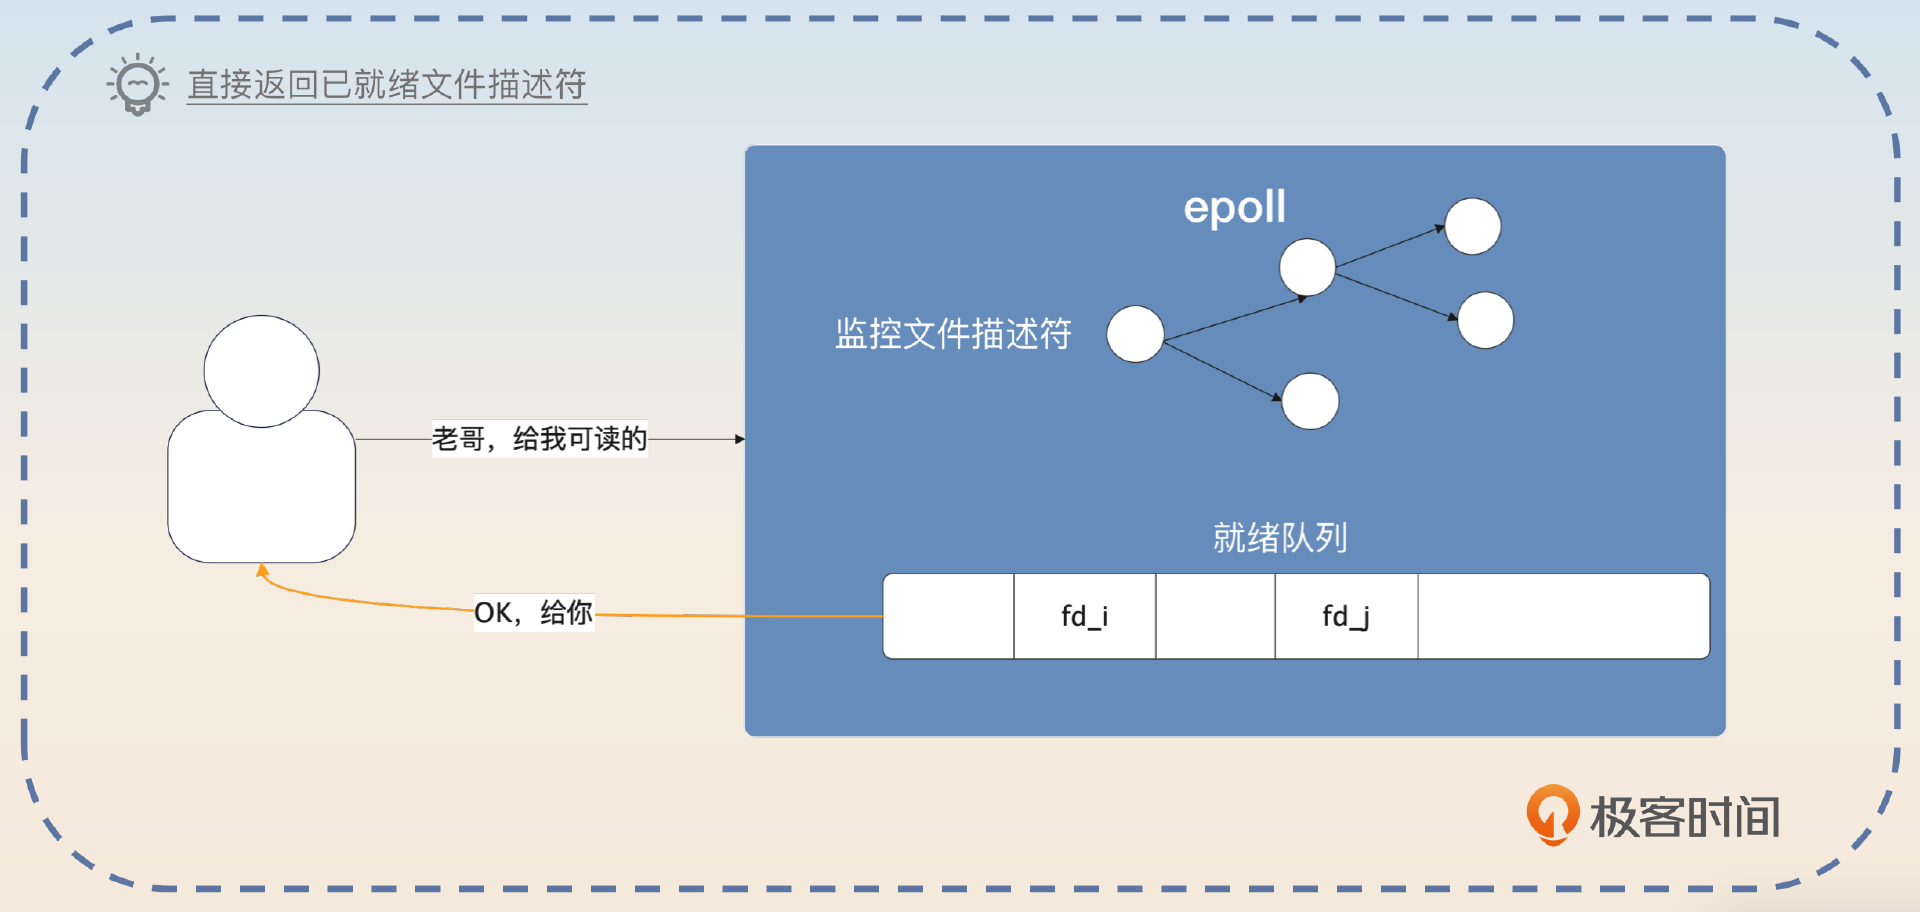 直接返回已就绪文件描述符
epoll
监控文件描述符
老哥，给我可读的
就绪队列
OK，给你
fd_i
fd_j
极客时间